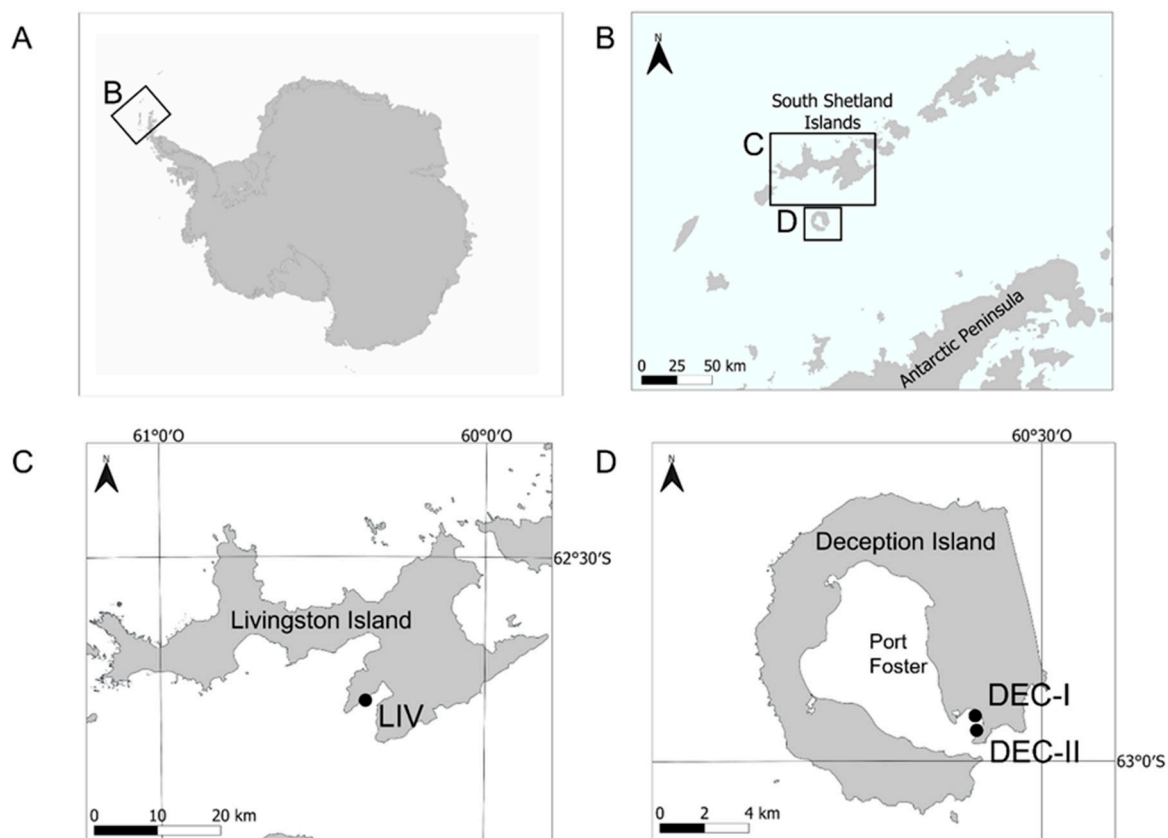 A
B
B
N
South Shetland
Islands
C
D
Antarctic Peninsula
0 25 50 km
C
61°0'O
60°0'O
N
62°30'S
Livingston Island
LIV
0 10 20 km
D
60°30'O
N
Deception Island
Port
Foster
DEC-I
DEC-II
63°0'S
0 2 4 km